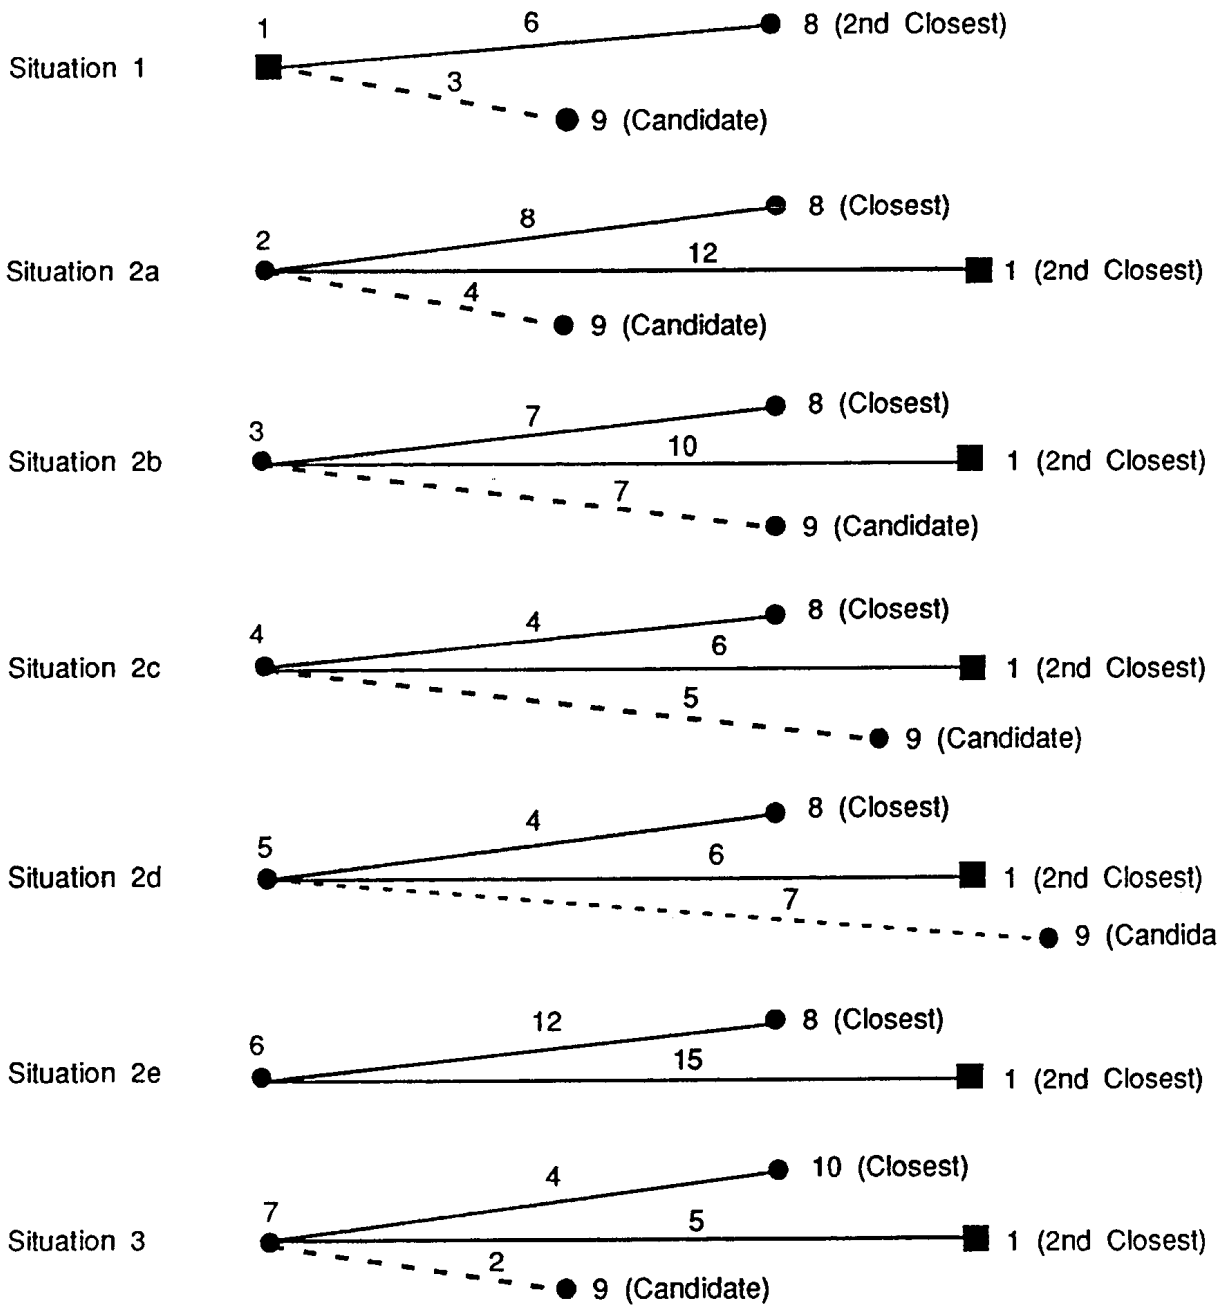 1
6
8 (2nd Closest)
Situation 1
3
9 (Candidate)
8 (Closest)
8
2
12
Situation 2a
1 (2nd Closest)
4
9 (Candidate)
8 (Closest)
7
3
10
Situation 2b
1 (2nd Closest)
7
9 (Candidate)
8 (Closest)
4
4
6
Situation 2c
1 (2nd Closest)
5
9 (Candidate)
8 (Closest)
4
5
6
Situation 2d
1 (2nd Closest)
7
9 (Candida
12
8 (Closest)
6
15
Situation 2e
1 (2nd Closest)
10 (Closest)
4
7
5
Situation 3
1 (2nd Closest)
2
9 (Candidate)